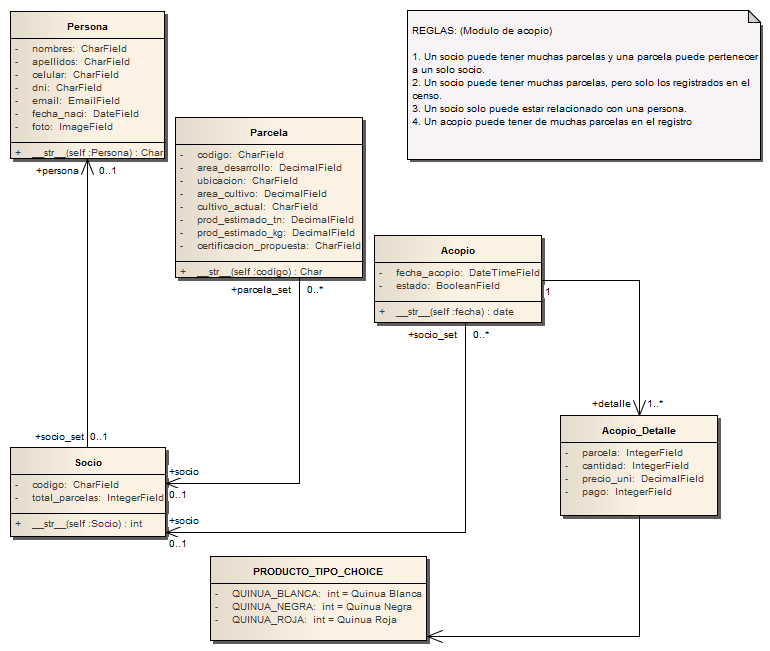 Persona
- nombres: CharField
- apellidos: CharField
- celular: CharField
- dni: CharField
- email: EmailField
- fecha_naci: DateField
- foto: ImageField
+ __str__(self :Persona) : Char
+persona
0..1
REGLAS: (Modulo de acopio)
1. Un socio puede tener muchas parcelas y una parcela puede pertenecer
a un solo socio.
2. Un socio puede tener muchas parcelas, pero solo los registrados en el
censo.
3. Un socio solo puede estar relacionado con una persona.
4. Un acopio puede tener de muchas parcelas en el registro
Parcela
- codigo: CharField
- area_desarrollo: DecimalField
- ubicacion: CharField
- area_cultivo: DecimalField
- cultivo_actual: CharField
- prod_estimado_tn: DecimalField
- prod_estimado_kg: DecimalField
- certificacion_propuesta: CharField
+ __str__(self :codigo) : Char
+parcela_set
0..*
Acopio
- fecha_acopio: DateTimeField
- estado: BooleanField
+ __str__(self :fecha) : date
1
+socio_set
0..*
+detalle
1..*
Acopio_Detalle
- parcela: IntegerField
- cantidad: IntegerField
- precio_uni: DecimalField
- pago: IntegerField
+socio_set
0..1
Socio
- codigo: CharField
- total_parcelas: IntegerField
+ __str__(self :Socio) : int
+socio
0..1
+socio
0..1
PRODUCTO_TIPO_CHOICE
- QUINUA_BLANCA: int = Quinua Blanca
- QUINUA_NEGRA: int = Quinua Negra
- QUINUA_ROJA: int = Quinua Roja